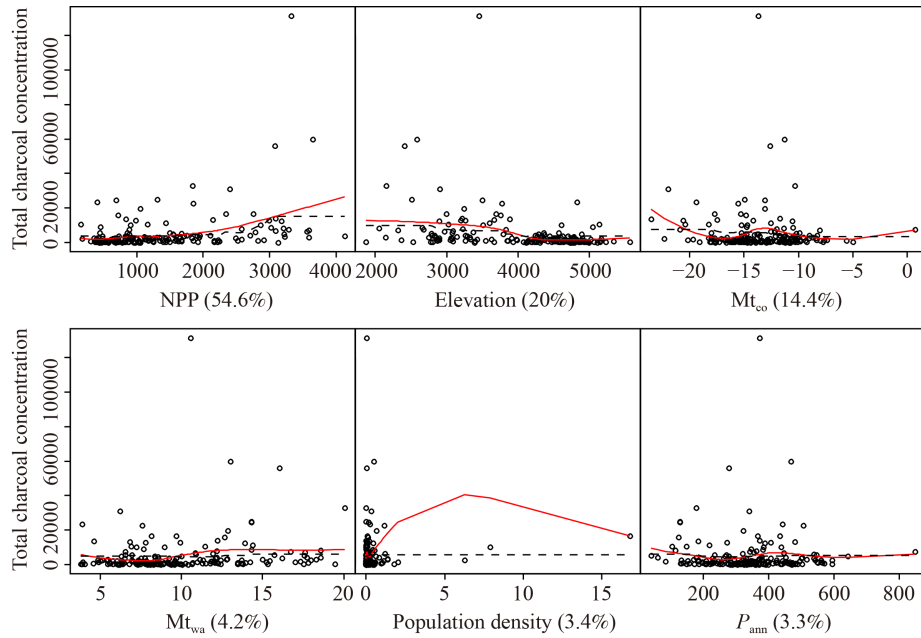 Total charcoal concentration
0 20000 60000 100000
1000 2000 3000 4000
NPP (54.6%)
2000 3000 4000 5000
Elevation (20%)
−20 −15 −10 −5 0
Mtco (14.4%)
Total charcoal concentration
0 20000 60000 100000
5 10 15 20
Mtwa (4.2%)
0 5 10 15
Population density (3.4%)
200 400 600 800
Pann (3.3%)